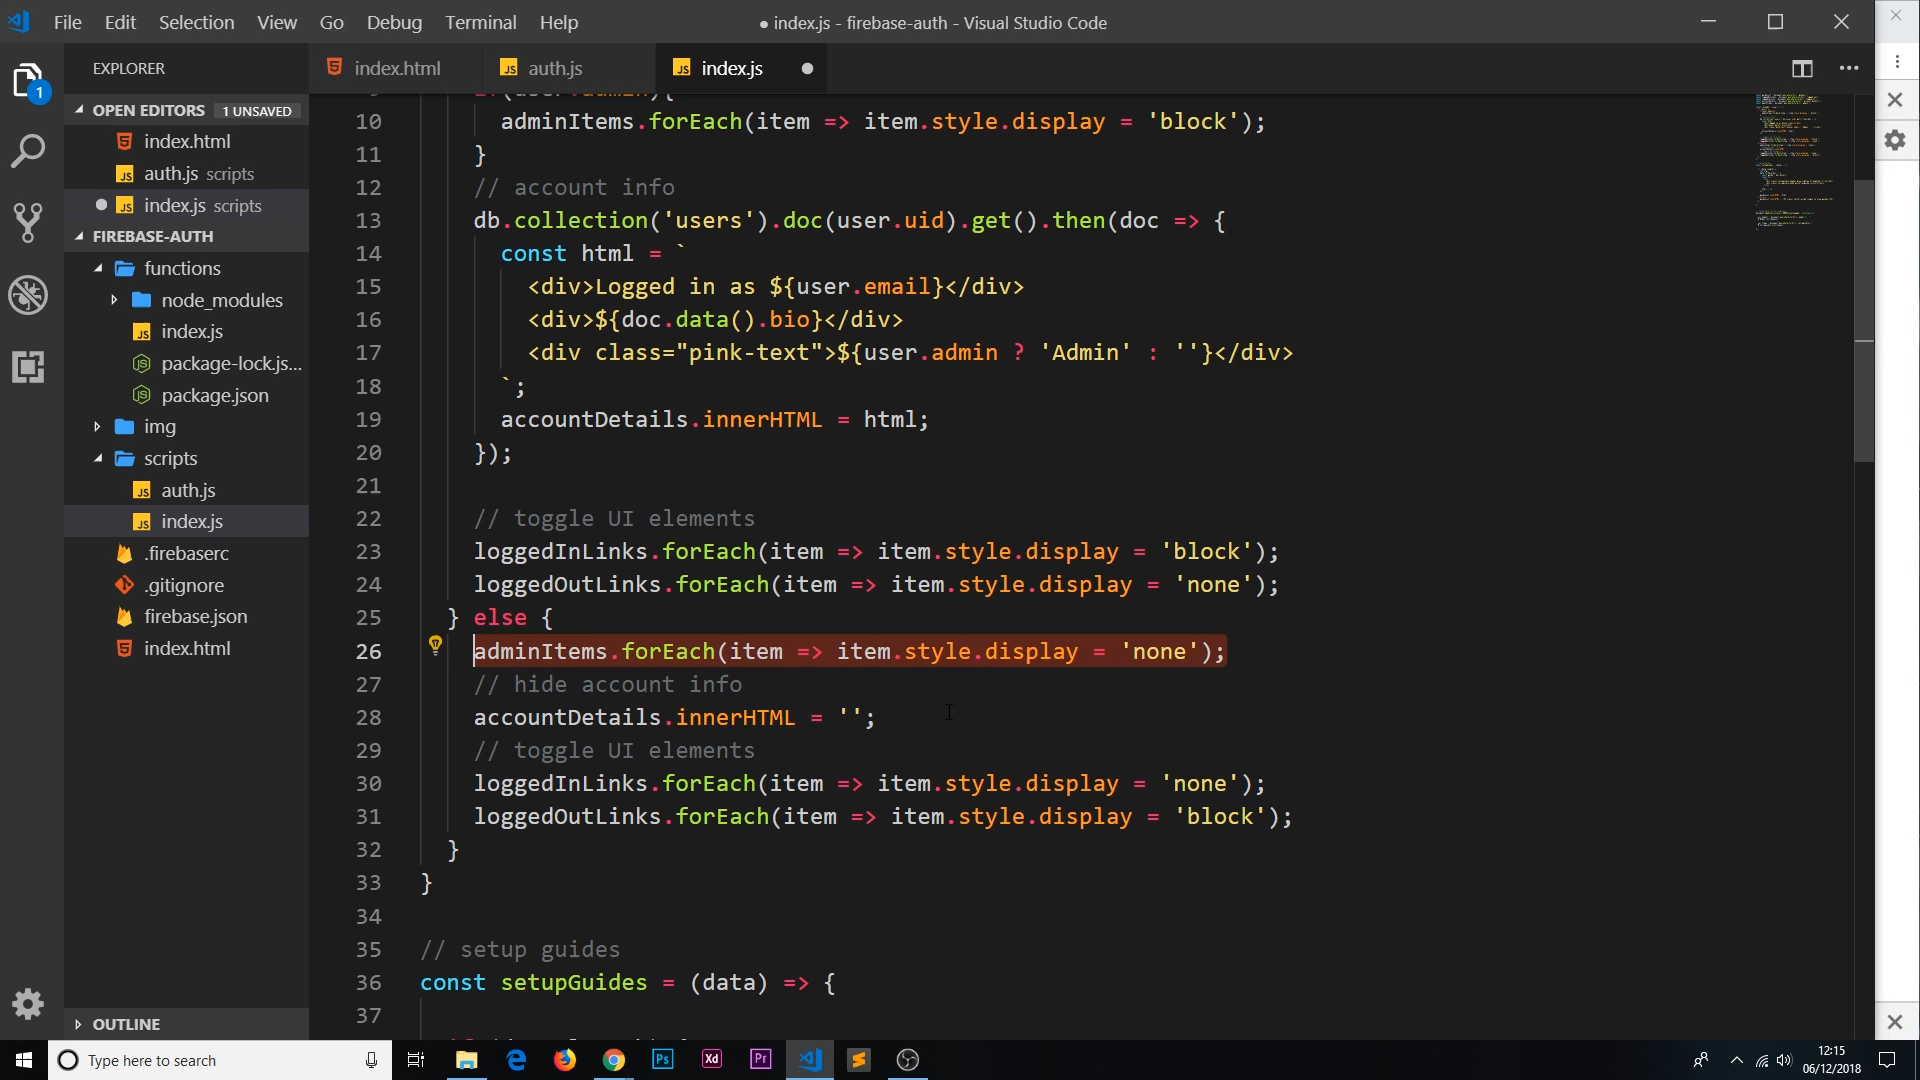 File Edit Selection View Go Debug Terminal Help
● index.js - firebase-auth - Visual Studio Code
EXPLORER
index.html
auth.js
index.js
OPEN EDITORS 1 UNSAVED
index.html
auth.js scripts
index.js scripts
FIREBASE-AUTH
functions
node_modules
index.js
package-lock.js...
package.json
img
scripts
auth.js
index.js
.firebaserc
.gitignore
firebase.json
index.html
OUTLINE
1
10 adminItems.forEach(item => item.style.display = 'block');
11 }
12 // account info
13 db.collection('users').doc(user.uid).get().then(doc => {
14 const html = `
15 <div>Logged in as ${user.email}</div>
16 <div>${doc.data().bio}</div>
17 <div class="pink-text">${user.admin ? 'Admin' : ''}</div>
18 `;
19 accountDetails.innerHTML = html;
20 });
21
22 // toggle UI elements
23 loggedInLinks.forEach(item => item.style.display = 'block');
24 loggedOutLinks.forEach(item => item.style.display = 'none');
25 } else {
26 adminItems.forEach(item => item.style.display = 'none');
27 // hide account info
28 accountDetails.innerHTML = '';
29 // toggle UI elements
30 loggedInLinks.forEach(item => item.style.display = 'none');
31 loggedOutLinks.forEach(item => item.style.display = 'block');
32 }
33 }
34
35 // setup guides
36 const setupGuides = (data) => {
37
Type here to search
Ps
Xd
Pr
12:15
06/12/2018